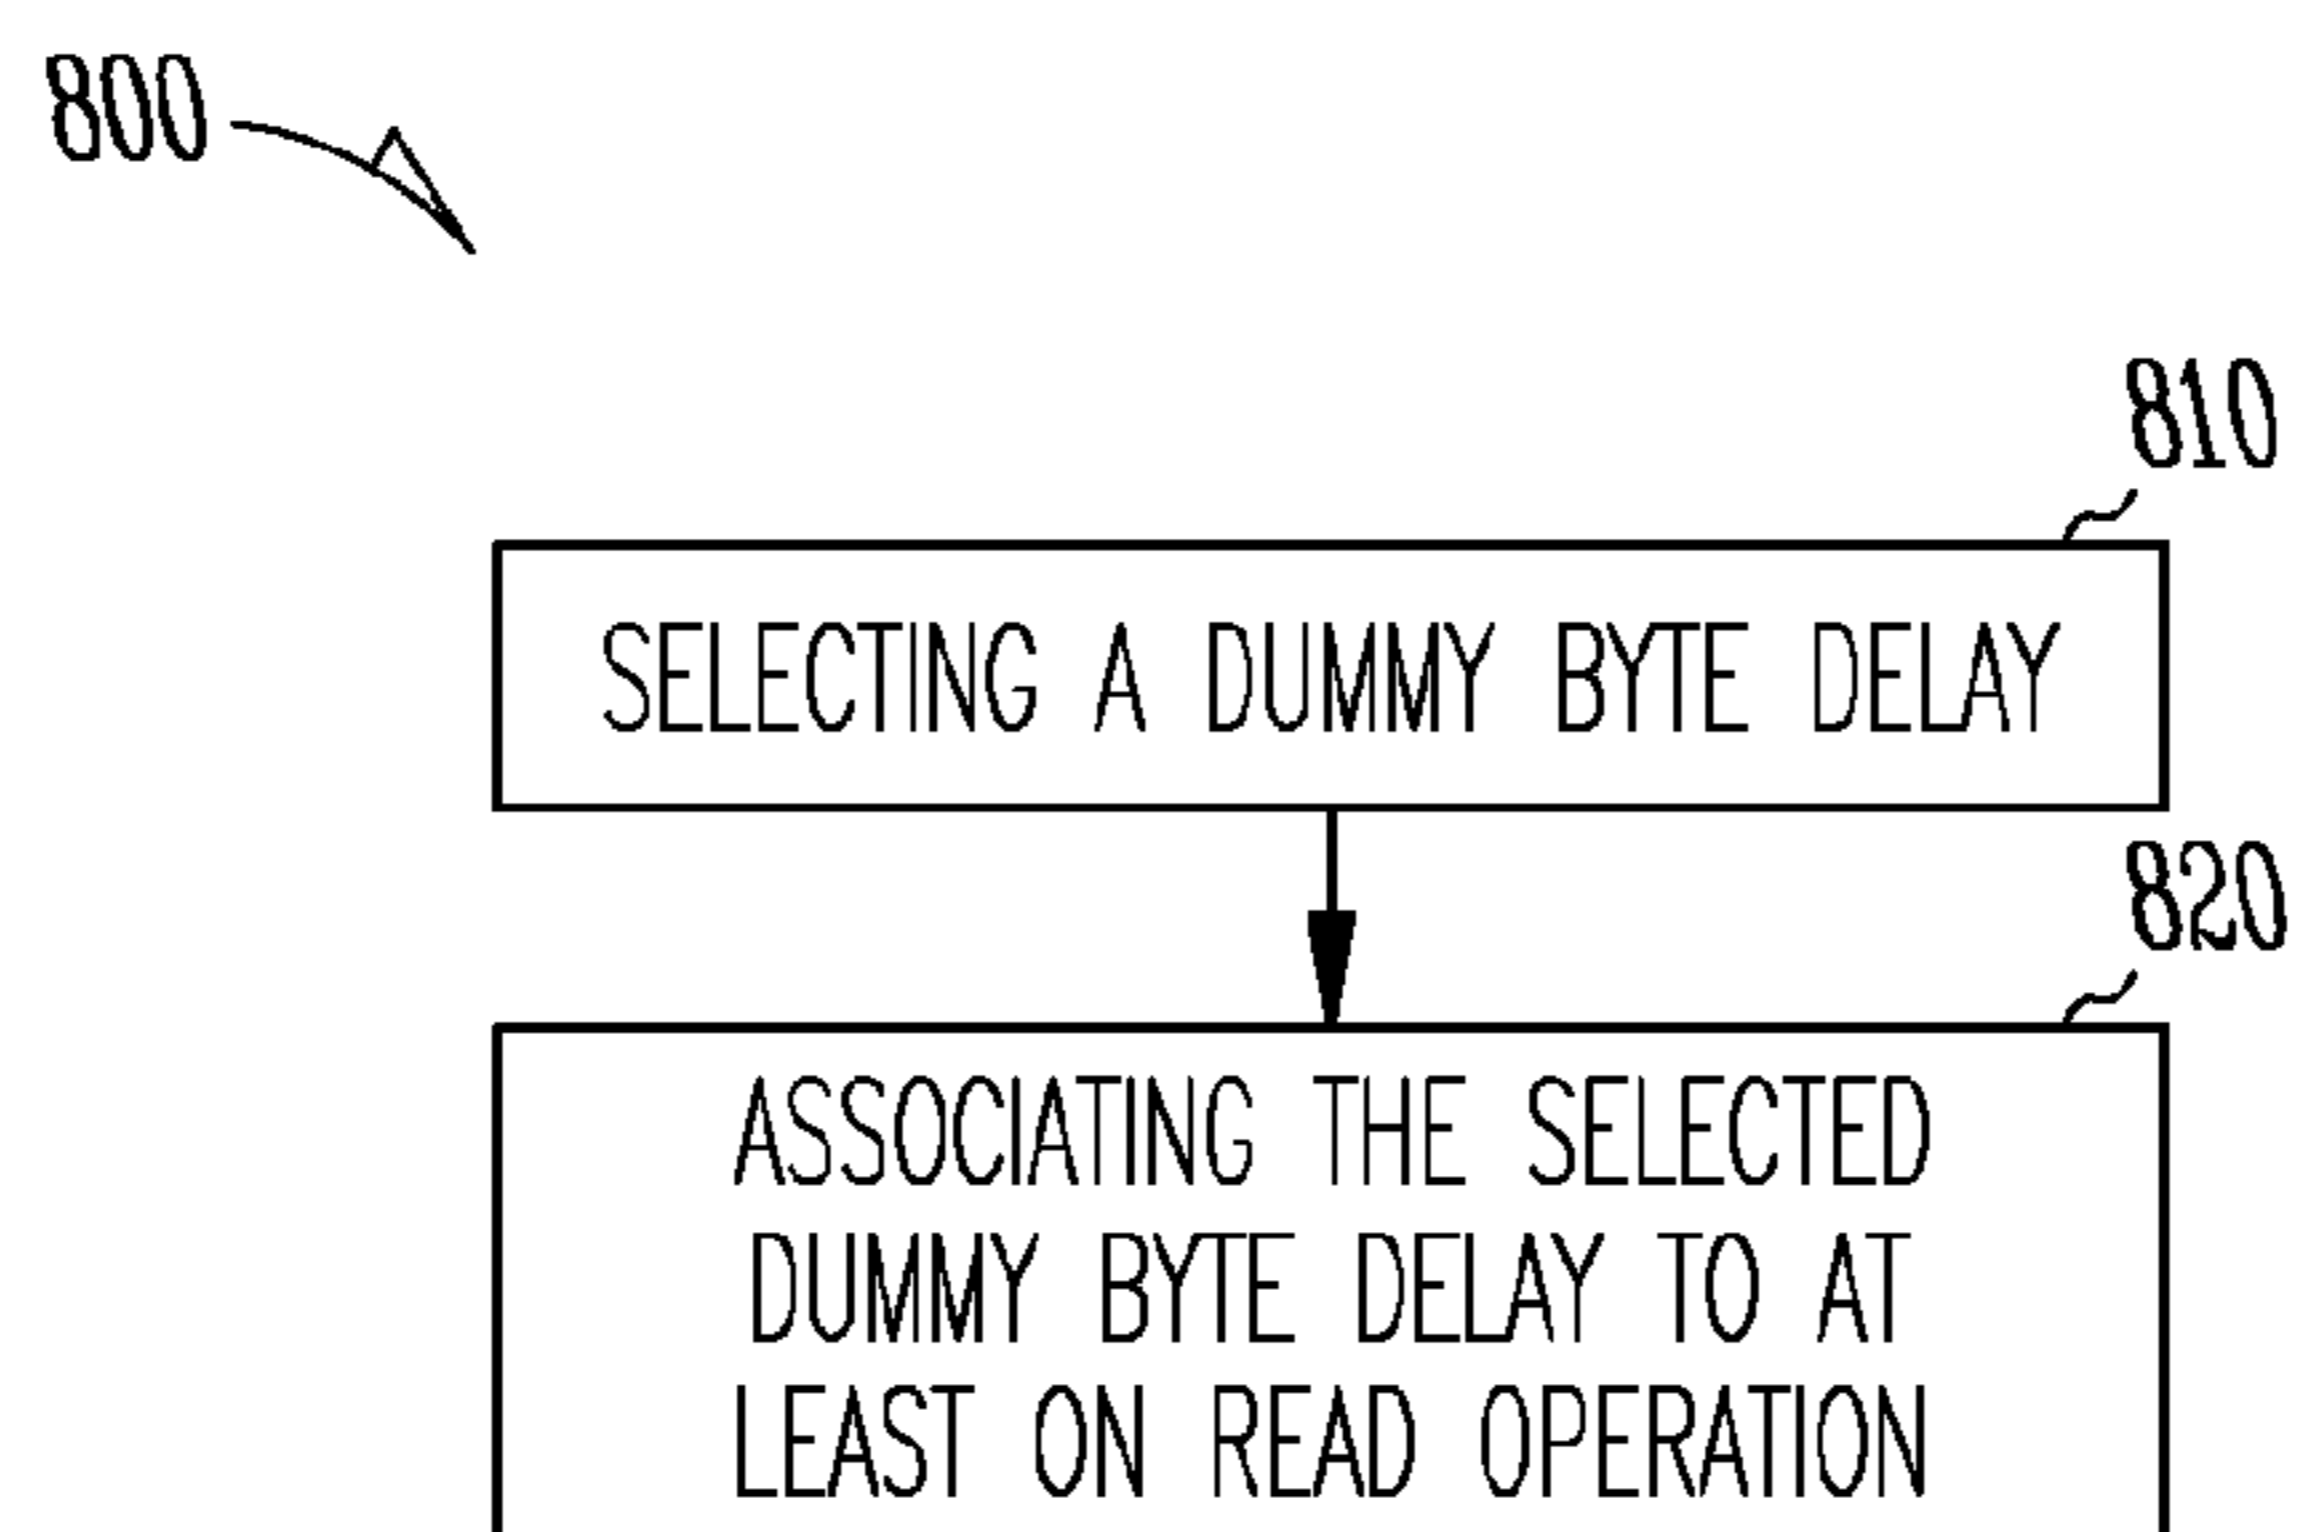 800
810
SELECTING A DUMMY BYTE DELAY
820
ASSOCIATING THE SELECTED
DUMMY BYTE DELAY TO AT
LEAST ON READ OPERATION